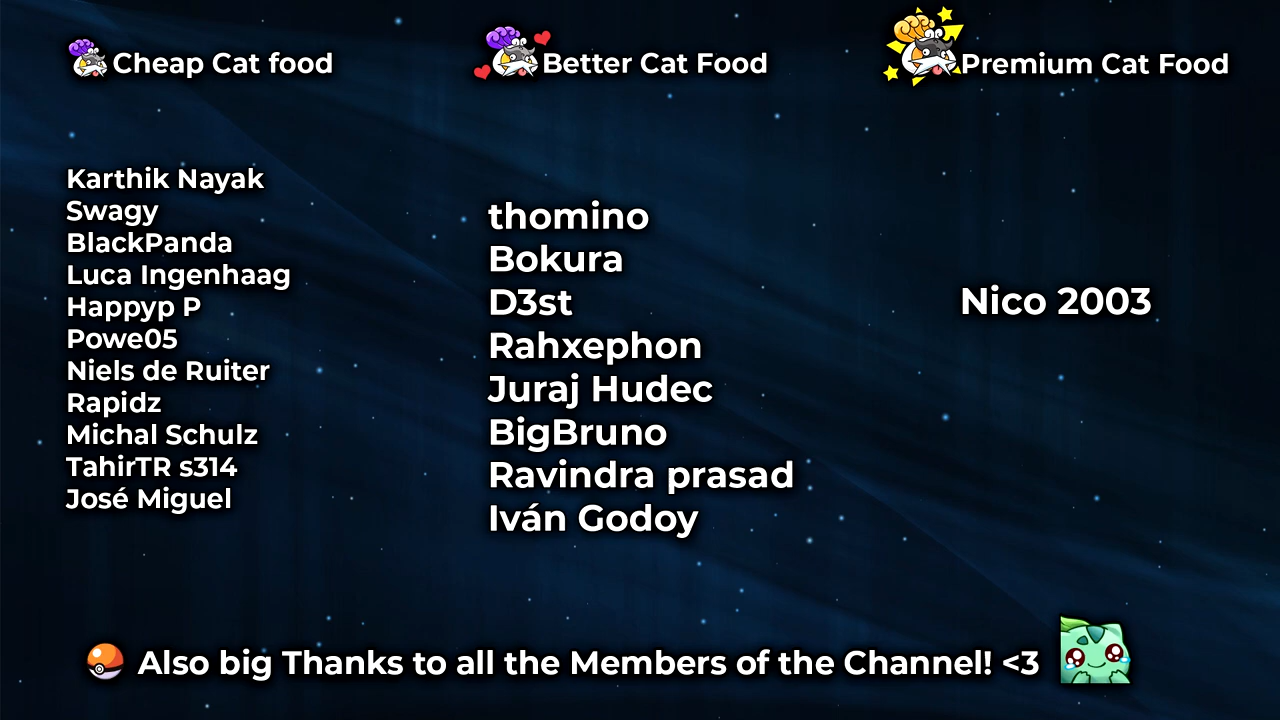 Cheap Cat food
Better Cat Food
Premium Cat Food
Karthik Nayak
Swagy
BlackPanda
Luca Ingenhaag
Happyp P
Powe05
Niels de Ruiter
Rapidz
Michal Schulz
TahirTR s314
José Miguel
thomino
Bokura
D3st
Rahxephon
Juraj Hudec
BigBruno
Ravindra prasad
Iván Godoy
Nico 2003
Also big Thanks to all the Members of the Channel! <3